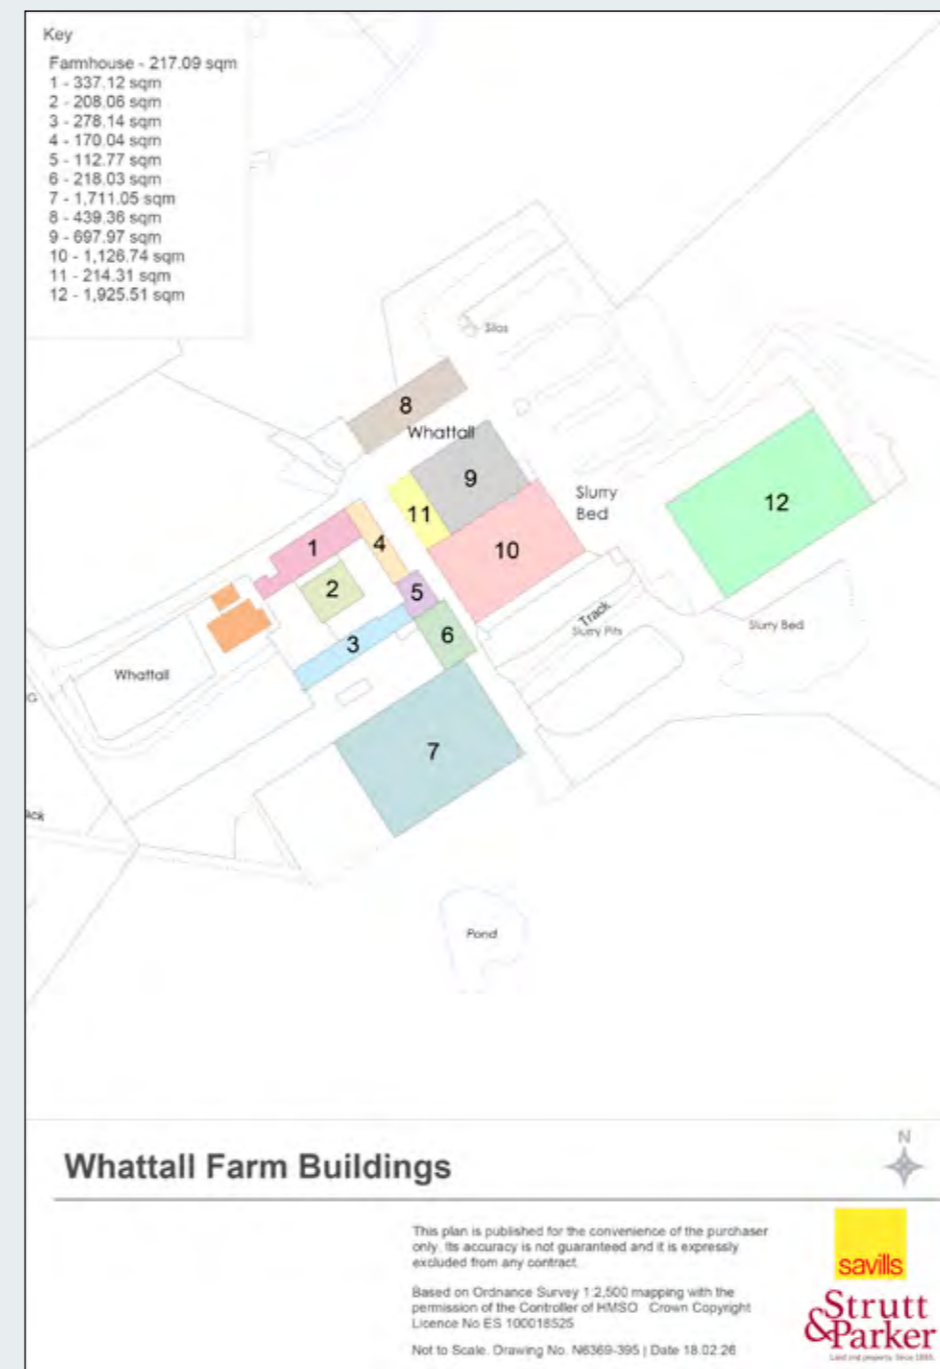 Key
Farmhouse - 217.09 sqm
1 - 337.12 sqm
2 - 208.06 sqm
3 - 278.14 sqm
4 - 170.04 sqm
5 - 112.77 sqm
6 - 218.03 sqm
7 - 1,711.05 sqm
8 - 439.36 sqm
9 - 697.97 sqm
10 - 1,126.74 sqm
11 - 214.31 sqm
12 - 1,925.51 sqm
Silos
8
Whattall
9
11
Slurry
Bed
12
10
1
4
2
5
3
6
Track
Slurry Pits
Slurry Bed
Whattall
G
7
ack
Pond
Whattall Farm Buildings
N
This plan is published for the convenience of the purchaser
only. Its accuracy is not guaranteed and it is expressly
excluded from any contract.
Based on Ordnance Survey 1:2,500 mapping with the
permission of the Controller of HMSO Crown Copyright
Licence No ES 100018525
Not to Scale. Drawing No. N6369-395 | Date 18.02.26
savills
Strutt
&Parker
Land and property. Since 1885.